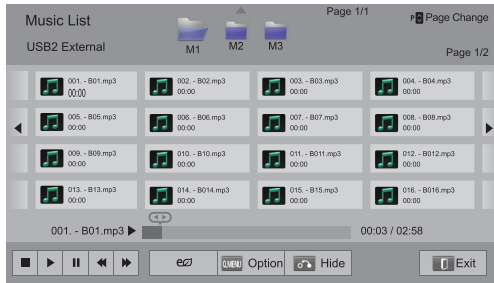 Music List
Page 1/1
P Page Change
USB2 External
M1
M2
M3
Page 1/2
001. - B01.mp3
00:00
002. - B02.mp3
00:00
003. - B03.mp3
00:00
004. - B04.mp3
00:00
005. - B05.mp3
00:00
006. - B06.mp3
00:00
007. - B07.mp3
00:00
008. - B08.mp3
00:00
009. - B09.mp3
00:00
010. - B10.mp3
00:00
011. - B011.mp3
00:00
012. - B012.mp3
00:00
013. - B13.mp3
00:00
014. - B014.mp3
00:00
015. - B15.mp3
00:00
016. - B016.mp3
00:00
001. - B01.mp3
00:03 / 02:58
Q.MENU Option
Hide
Exit